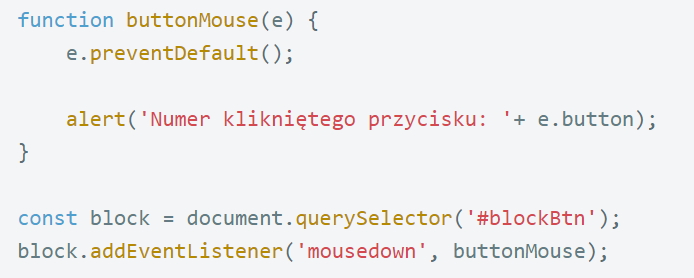 function buttonMouse(e) {
    e.preventDefault();

    alert('Numer klikniętego przycisku: '+ e.button);
}

const block = document.querySelector('#blockBtn');
block.addEventListener('mousedown', buttonMouse);